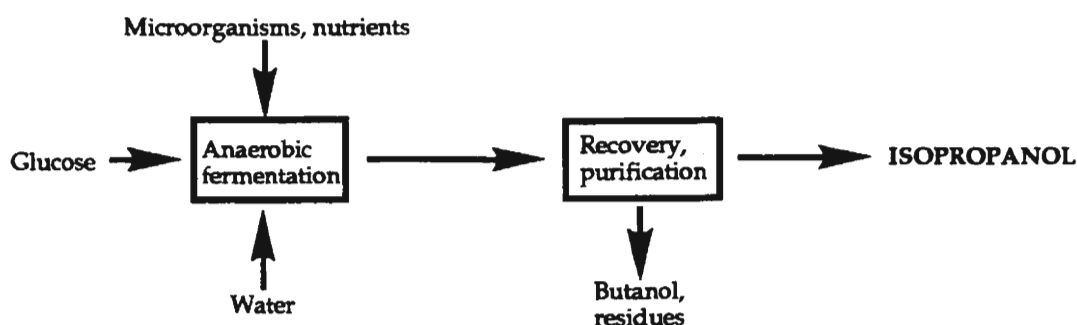 Microorganisms, nutrients
Glucose
Anaerobic
fermentation
Recovery,
purification
ISOPROPANOL
Water
Butanol,
residues